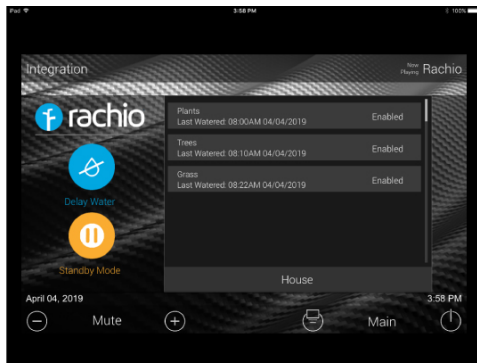 iPad 3:58 PM 100%
Integration Now Playing Rachio
rachio
Plants
Last Watered: 08:00AM 04/04/2019 Enabled
Trees
Last Watered: 08:10AM 04/04/2019 Enabled
Grass
Last Watered: 08:22AM 04/04/2019 Enabled
Delay Water
Standby Mode
House
April 04, 2019 3:58 PM
Mute Main